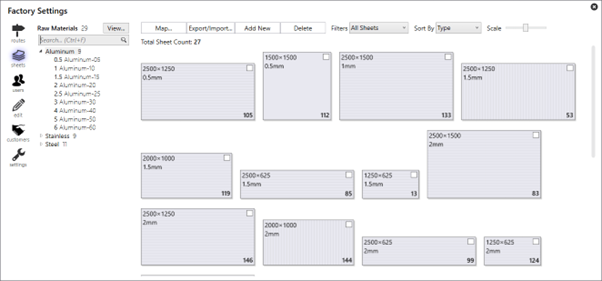 Factory Settings
routes
sheets
users
edit
customers
settings
Raw Materials 29 View...
Search... (Ctrl+F)
Aluminum 9
0.5 Aluminum-05
1 Aluminum-10
1.5 Aluminum-15
2 Aluminum-20
2.5 Aluminum-25
3 Aluminum-30
4 Aluminum-40
5 Aluminum-50
6 Aluminum-60
Stainless 9
Steel 11
Map... Export/Import... Add New Delete Filters All Sheets Sort By Type Scale
Total Sheet Count: 27
2500×1250
0.5mm
105
1500×1500
0.5mm
112
2500×1500
1mm
133
2500×1250
1.5mm
53
2000×1000
1.5mm
119
2500×625
1.5mm
85
1250×625
1.5mm
13
2500×1500
2mm
83
2500×1250
2mm
146
2000×1000
2mm
144
2500×625
2mm
99
1250×625
2mm
124